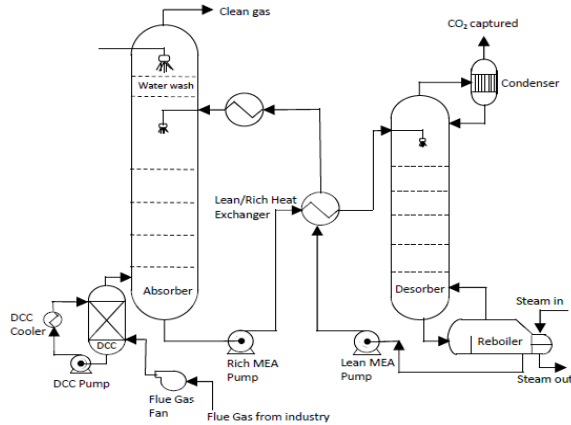 Clean gas
CO₂ captured
Water wash
Condenser
Lean/Rich Heat
Exchanger
Absorber
Desorber
Steam in
DCC
Cooler
DCC
Reboiler
DCC Pump
Rich MEA
Pump
Lean MEA
Pump
Steam out
Flue Gas
Fan
Flue Gas from industry